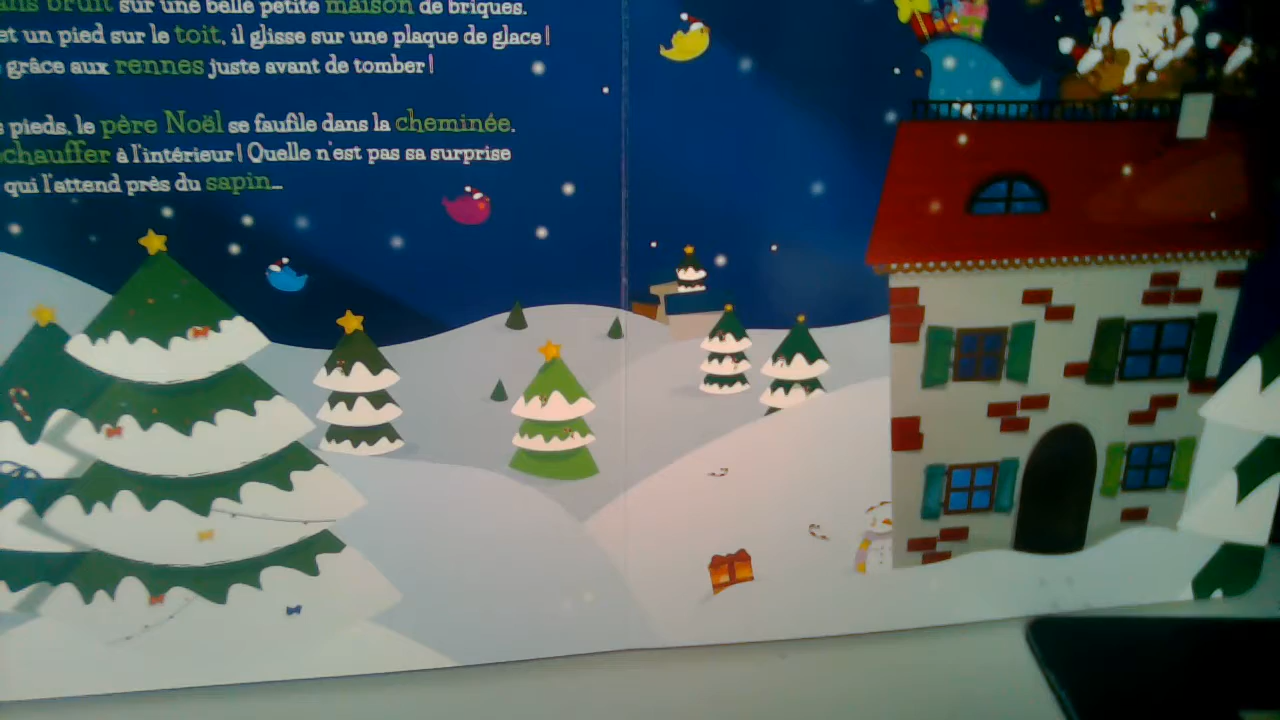 sur une belle petite maison de briques.
et un pied sur le toit, il glisse sur une plaque de glace !
grâce aux rennes juste avant de tomber !
pieds, le père Noël se faufile dans la cheminée.
chauffer à l'intérieur ! Quelle n'est pas sa surprise
qui l'attend près du sapin...